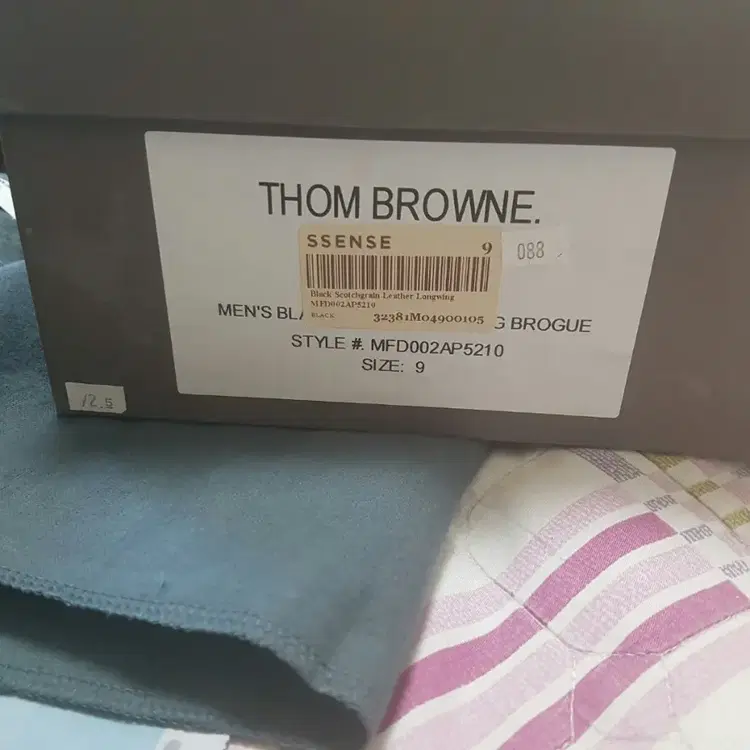 THOM BROWNE.
SSENSE 9
088
Black Scotchgrain Leather Longwing
MFD002AP5210
BLACK 32381M04900105
MEN'S BLA G BROGUE
STYLE #. MFD002AP5210
SIZE: 9
12.5